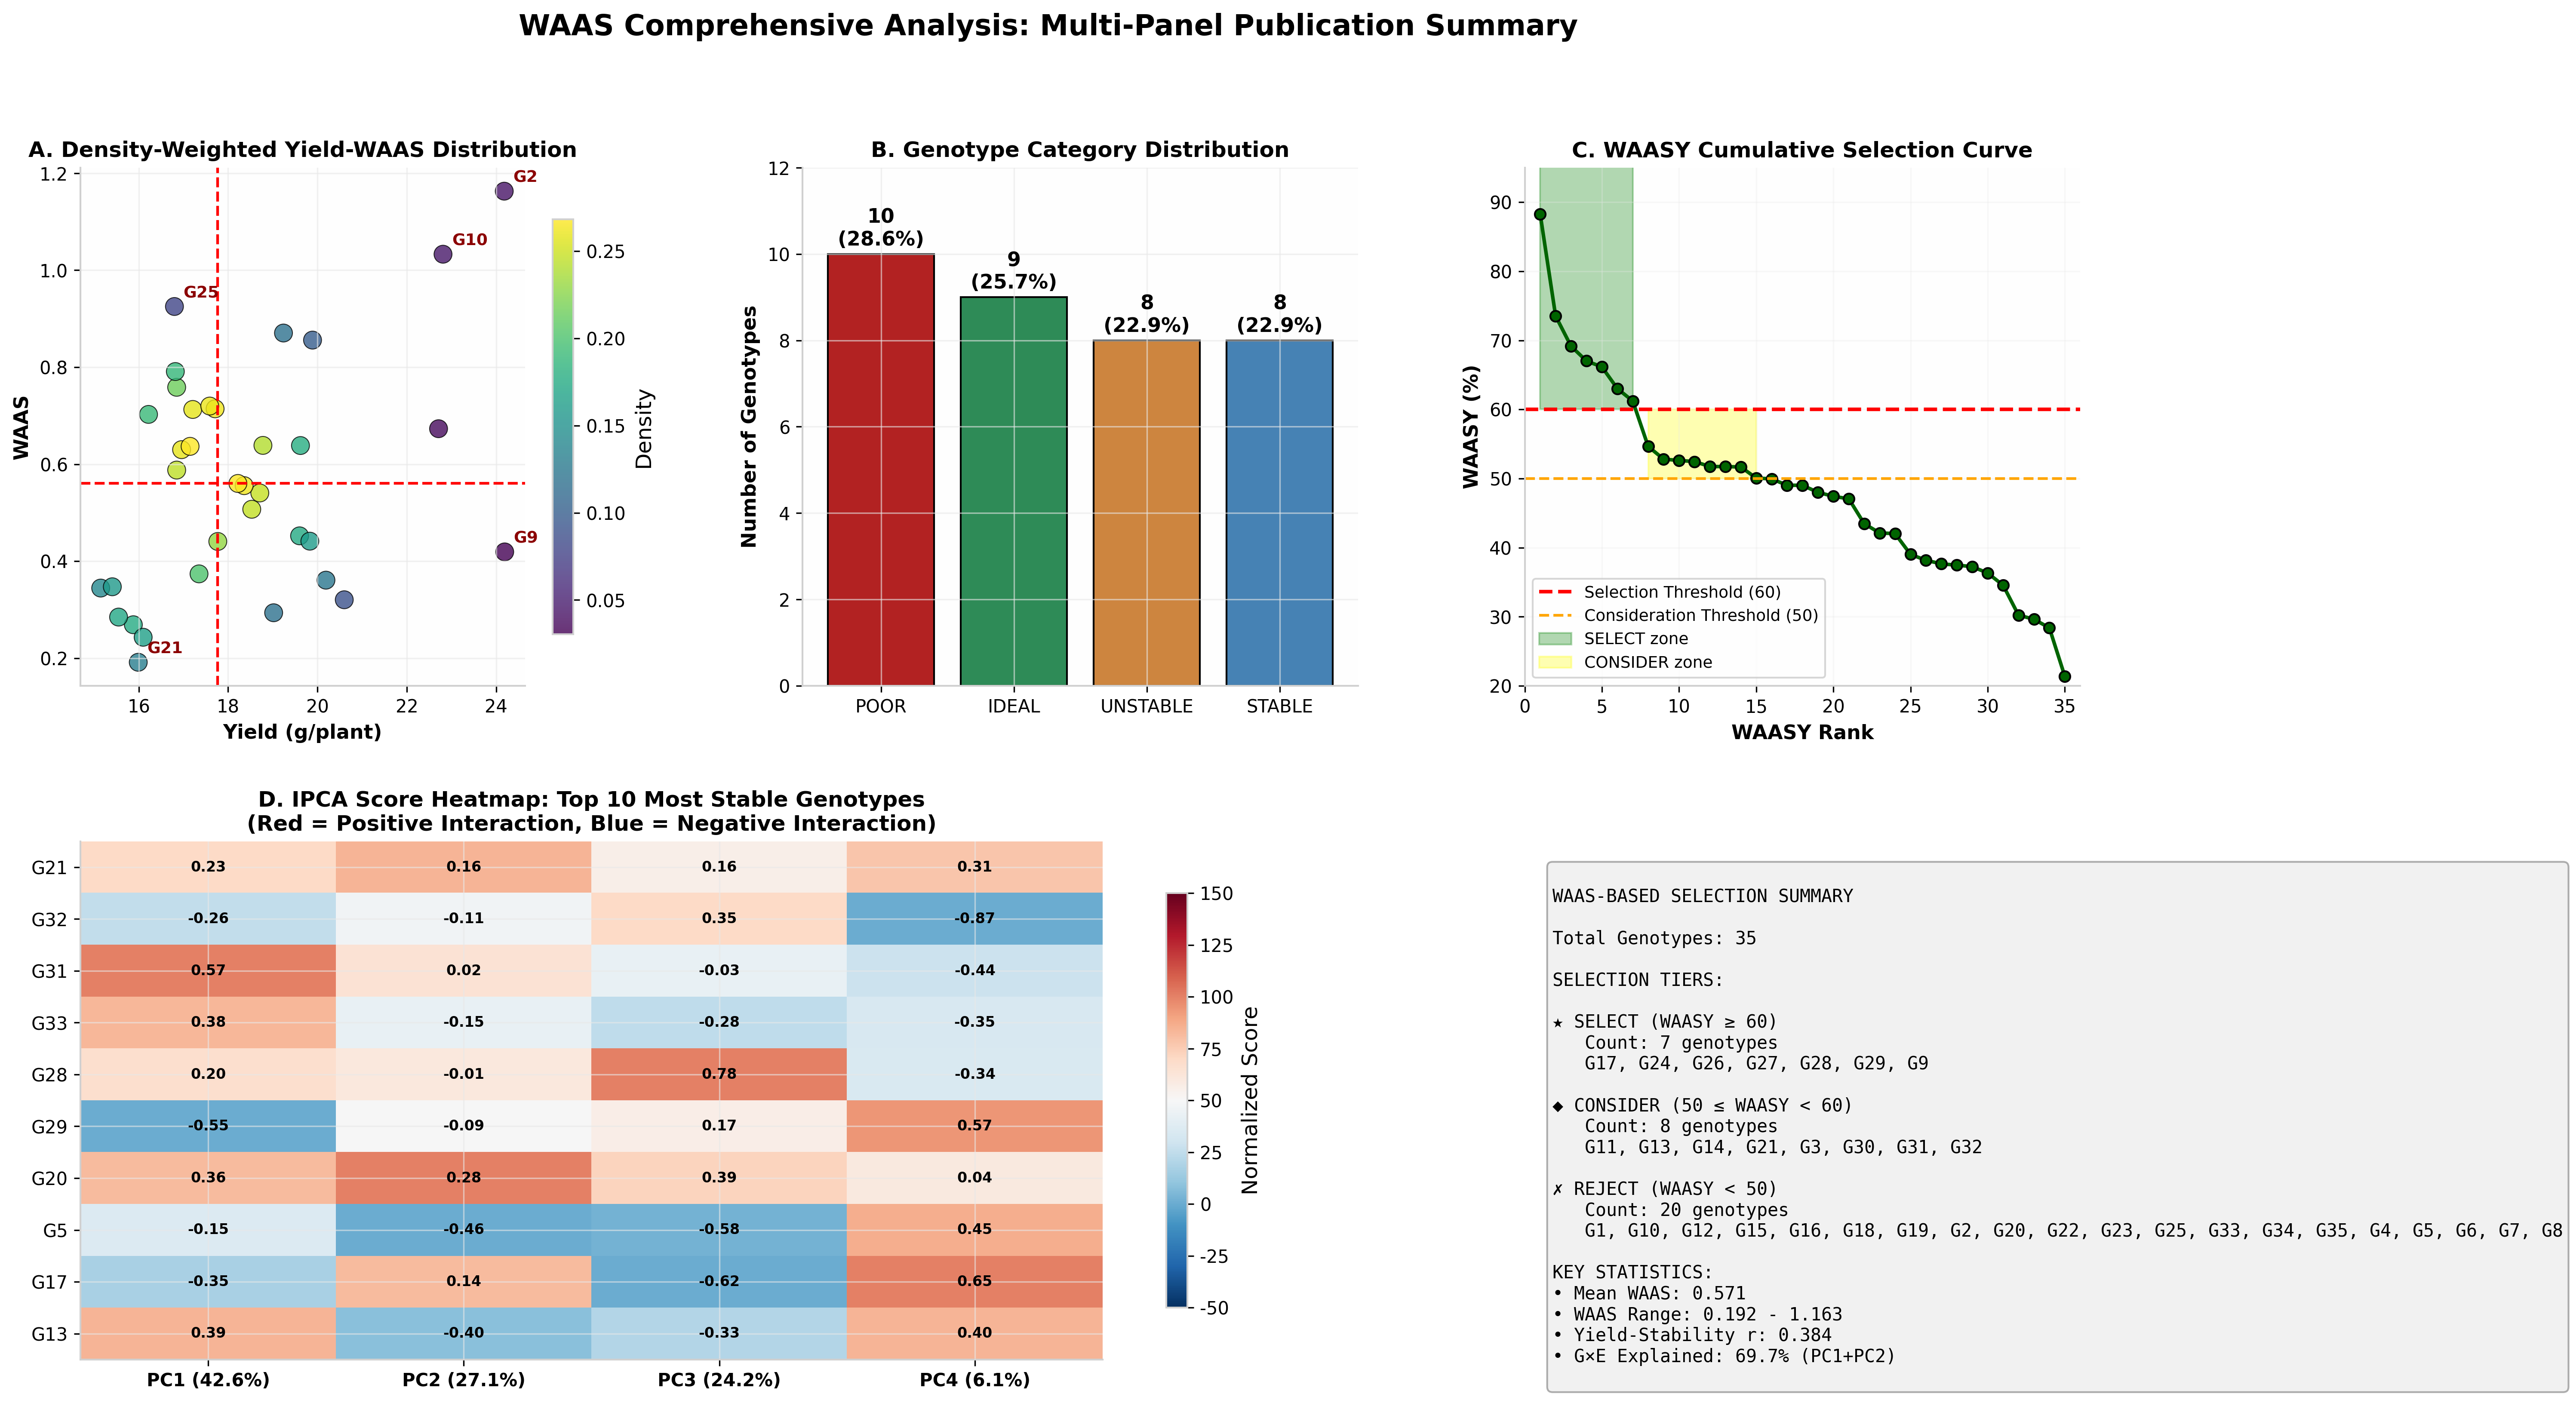 WAAS Comprehensive Analysis: Multi-Panel Publication Summary
A. Density-Weighted Yield-WAAS Distribution
WAAS
1.2
1.0
0.8
0.6
0.4
0.2
G2
G10
G25
G9
G21
16
18
20
22
24
Yield (g/plant)
0.25
0.20
0.15
0.10
0.05
Density
B. Genotype Category Distribution
Number of Genotypes
12
10
8
6
4
2
0
10
(28.6%)
9
(25.7%)
8
(22.9%)
8
(22.9%)
POOR
IDEAL
UNSTABLE
STABLE
C. WAASY Cumulative Selection Curve
WAASY (%)
90
80
70
60
50
40
30
20
Selection Threshold (60)
Consideration Threshold (50)
SELECT zone
CONSIDER zone
0
5
10
15
20
25
30
35
WAASY Rank
D. IPCA Score Heatmap: Top 10 Most Stable Genotypes
(Red = Positive Interaction, Blue = Negative Interaction)
G21 0.23 0.16 0.16 0.31
G32 -0.26 -0.11 0.35 -0.87
G31 0.57 0.02 -0.03 -0.44
G33 0.38 -0.15 -0.28 -0.35
G28 0.20 -0.01 0.78 -0.34
G29 -0.55 -0.09 0.17 0.57
G20 0.36 0.28 0.39 0.04
G5 -0.15 -0.46 -0.58 0.45
G17 -0.35 0.14 -0.62 0.65
G13 0.39 -0.40 -0.33 0.40
PC1 (42.6%) PC2 (27.1%) PC3 (24.2%) PC4 (6.1%)
150
125
100
75
50
25
0
-25
-50
Normalized Score
WAAS-BASED SELECTION SUMMARY
Total Genotypes: 35
SELECTION TIERS:
★ SELECT (WAASY ≥ 60)
Count: 7 genotypes
G17, G24, G26, G27, G28, G29, G9
◆ CONSIDER (50 ≤ WAASY < 60)
Count: 8 genotypes
G11, G13, G14, G21, G3, G30, G31, G32
✗ REJECT (WAASY < 50)
Count: 20 genotypes
G1, G10, G12, G15, G16, G18, G19, G2, G20, G22, G23, G25, G33, G34, G35, G4, G5, G6, G7, G8
KEY STATISTICS:
• Mean WAAS: 0.571
• WAAS Range: 0.192 - 1.163
• Yield-Stability r: 0.384
• G×E Explained: 69.7% (PC1+PC2)